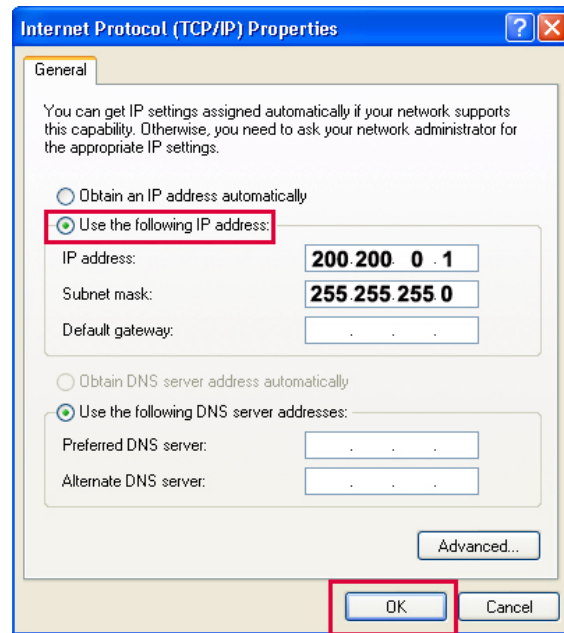 Internet Protocol (TCP/IP) Properties
General
You can get IP settings assigned automatically if your network supports
this capability. Otherwise, you need to ask your network administrator for
the appropriate IP settings.
Obtain an IP address automatically
Use the following IP address:
IP address: 200.200. 0 .1
Subnet mask: 255.255.255.0
Default gateway: . . .
Obtain DNS server address automatically
Use the following DNS server addresses:
Preferred DNS server: . . .
Alternate DNS server: . . .
Advanced...
OK Cancel